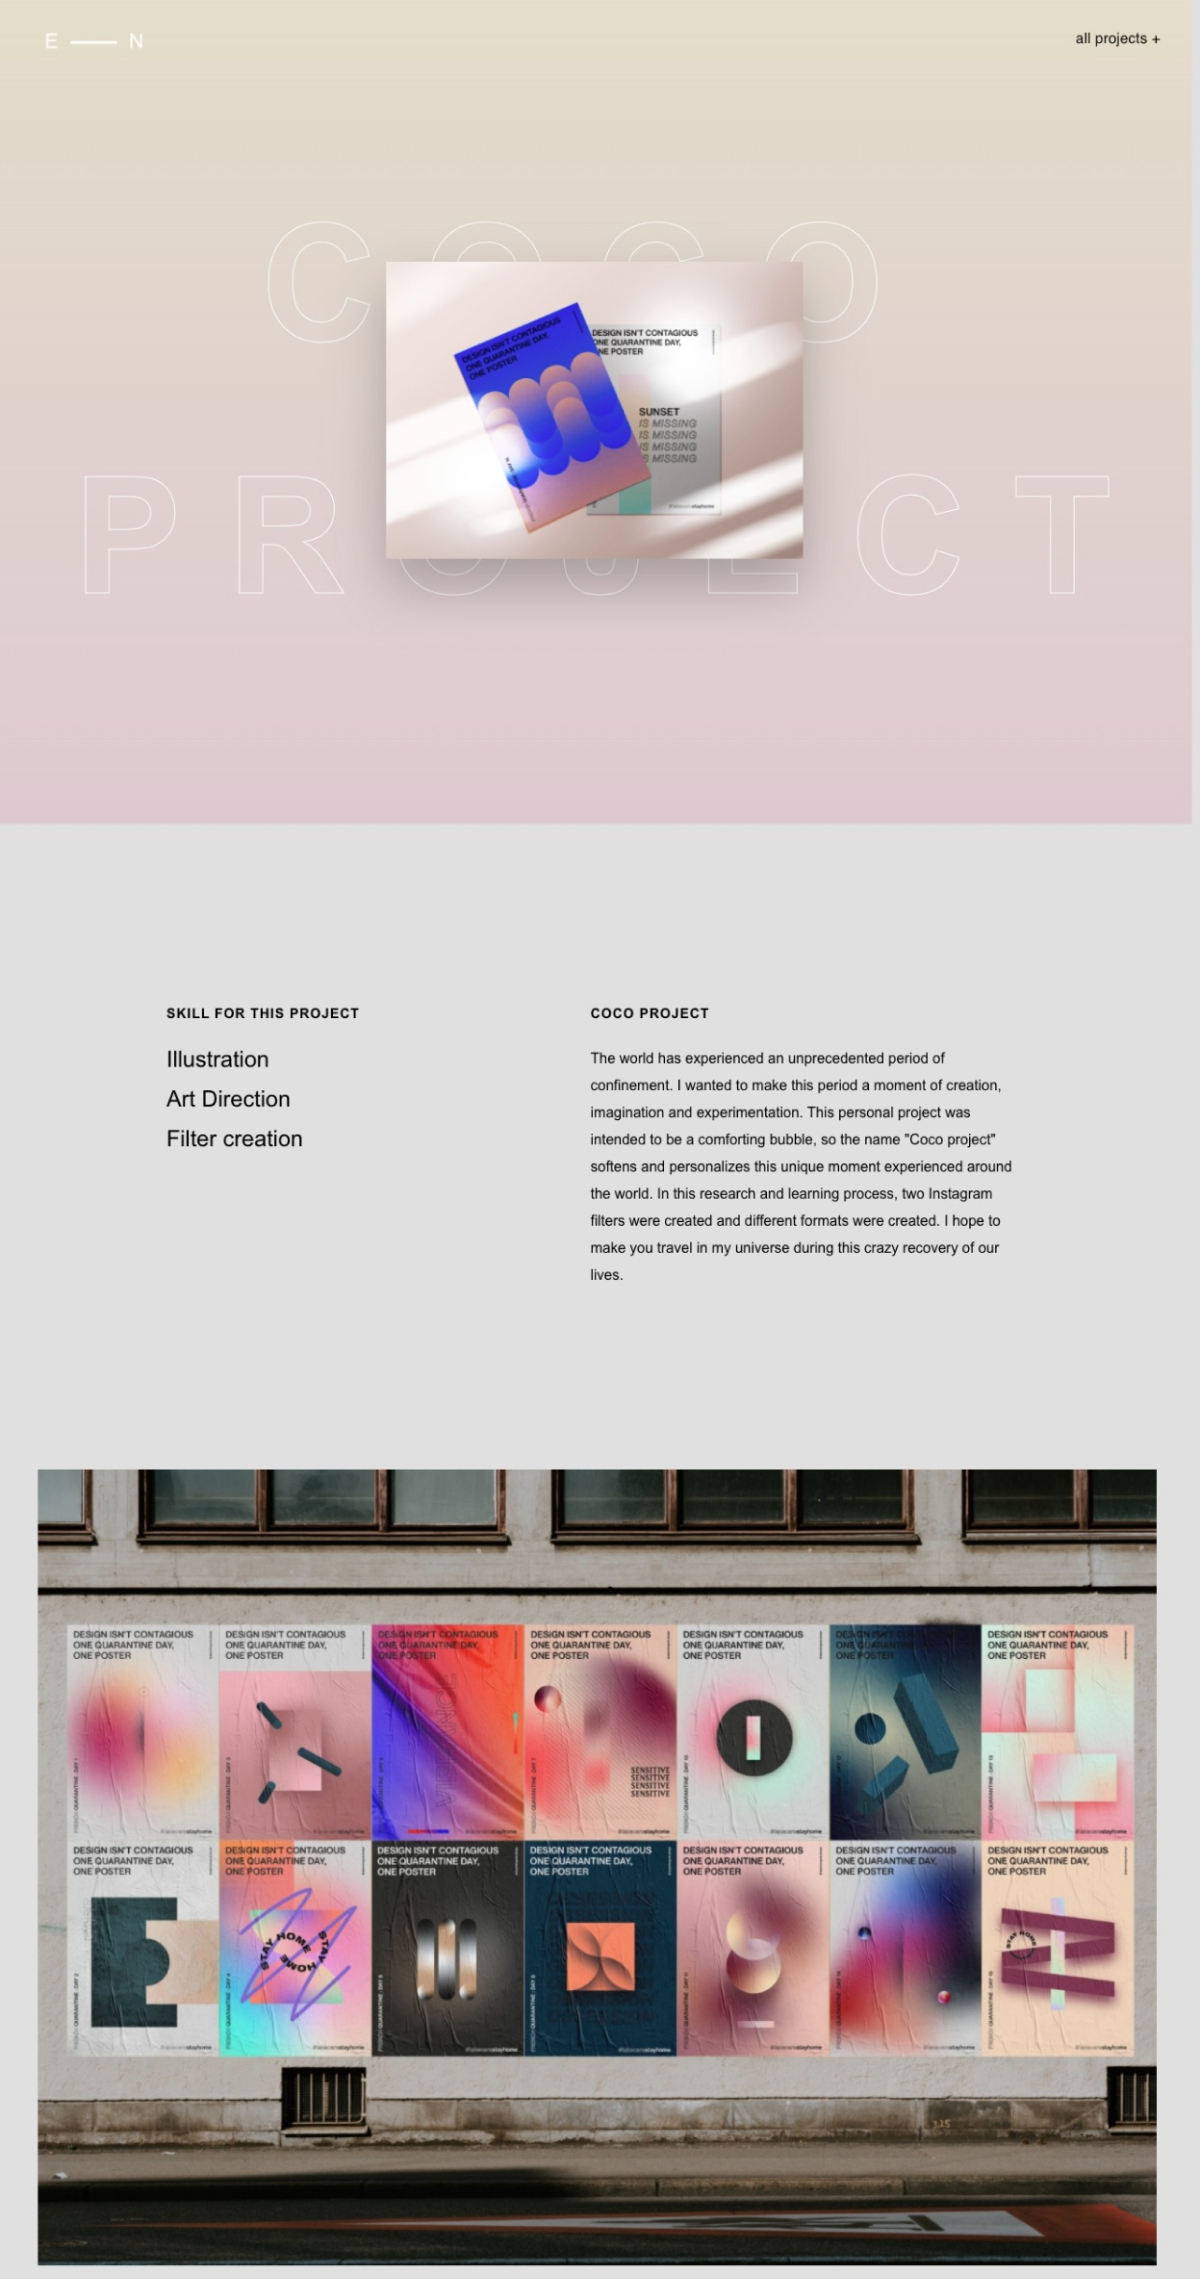 E — N
all projects +
COCO
PROJECT
DESIGN ISN'T CONTAGIOUS
ONE QUARANTINE DAY,
ONE POSTER
DESIGN ISN'T CONTAGIOUS
ONE QUARANTINE DAY,
ONE POSTER
SUNSET
IS MISSING
IS MISSING
IS MISSING
IS MISSING
SKILL FOR THIS PROJECT
Illustration
Art Direction
Filter creation
COCO PROJECT
The world has experienced an unprecedented period of
confinement. I wanted to make this period a moment of creation,
imagination and experimentation. This personal project was
intended to be a comforting bubble, so the name "Coco project"
softens and personalizes this unique moment experienced around
the world. In this research and learning process, two Instagram
filters were created and different formats were created. I hope to
make you travel in my universe during this crazy recovery of our
lives.
DESIGN ISN'T CONTAGIOUS
ONE QUARANTINE DAY,
ONE POSTER
DESIGN ISN'T CONTAGIOUS
ONE QUARANTINE DAY,
ONE POSTER
DESIGN ISN'T CONTAGIOUS
ONE QUARANTINE DAY,
ONE POSTER
DESIGN ISN'T CONTAGIOUS
ONE QUARANTINE DAY,
ONE POSTER
SENSITIVE
SENSITIVE
SENSITIVE
SENSITIVE
DESIGN ISN'T CONTAGIOUS
ONE QUARANTINE DAY,
ONE POSTER
DESIGN ISN'T CONTAGIOUS
ONE QUARANTINE DAY,
ONE POSTER
DESIGN ISN'T CONTAGIOUS
ONE QUARANTINE DAY,
ONE POSTER
DESIGN ISN'T CONTAGIOUS
ONE QUARANTINE DAY,
ONE POSTER
DESIGN ISN'T CONTAGIOUS
ONE QUARANTINE DAY,
ONE POSTER
STAY HOME
STAY HOME
DESIGN ISN'T CONTAGIOUS
ONE QUARANTINE DAY,
ONE POSTER
DESIGN ISN'T CONTAGIOUS
ONE QUARANTINE DAY,
ONE POSTER
DESIGN ISN'T CONTAGIOUS
ONE QUARANTINE DAY,
ONE POSTER
DESIGN ISN'T CONTAGIOUS
ONE QUARANTINE DAY,
ONE POSTER
DESIGN ISN'T CONTAGIOUS
ONE QUARANTINE DAY,
ONE POSTER
STAY HOME
325